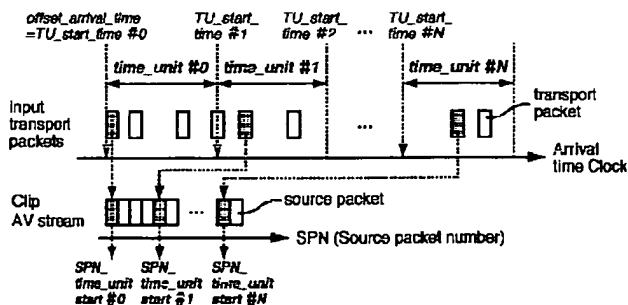 offset_arrival_time
=TU_start_time #0
TU_start_
time #1
TU_start_
time #2
...
TU_start_
time #N
time_unit #0
time_unit #1
time_unit #N
input
transport
packets
transport
packet
...
Arrival
time Clock
Clip
AV stream
...
source packet
SPN (Source packet number)
SPN_
time_unit
start #0
SPN_
time_unit
start #1
SPN_
time_unit
start #N